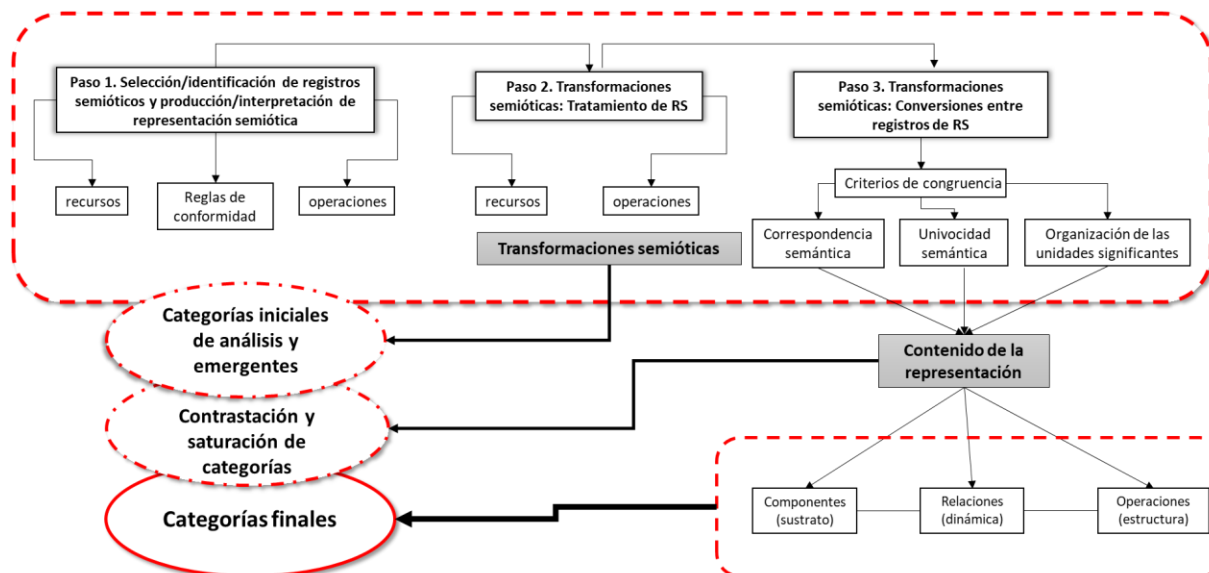 Paso 1. Selección/identificación de registros
semióticos y producción/interpretación de
representación semiótica
Paso 2. Transformaciones
semióticas: Tratamiento de RS
Paso 3. Transformaciones
semióticas: Conversiones entre
registros de RS
recursos
Reglas de
conformidad
operaciones
recursos
operaciones
Criterios de congruencia
Correspondencia
semántica
Univocidad
semántica
Organización de las
unidades significantes
Transformaciones semióticas
Categorías iniciales
de análisis y
emergentes
Contenido de la
representación
Contrastación y
saturación de
categorías
Categorías finales
Componentes
(sustrato)
Relaciones
(dinámica)
Operaciones
(estructura)